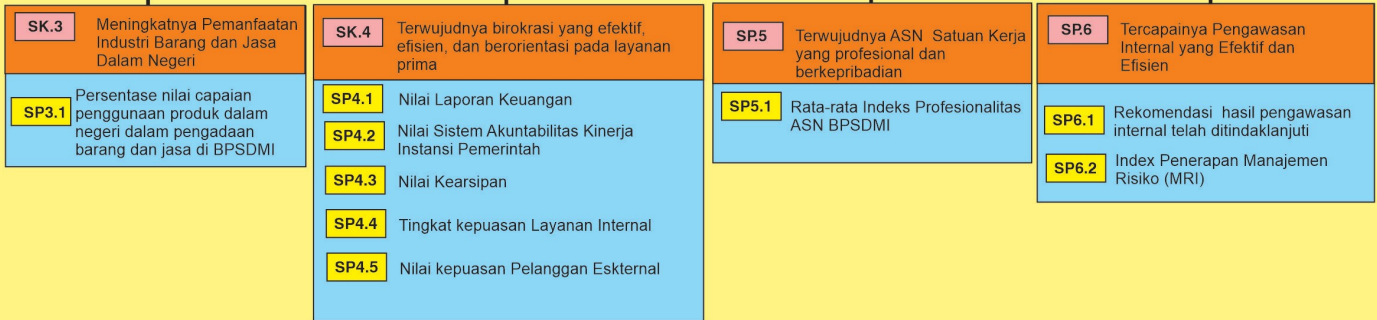 SK.3
Meningkatnya Pemanfaatan
Industri Barang dan Jasa
Dalam Negeri
SP3.1
Persentase nilai capaian
penggunaan produk dalam
negeri dalam pengadaan
barang dan jasa di BPSDMI
SK.4
Terwujudnya birokrasi yang efektif,
efisien, dan berorientasi pada layanan
prima
SP4.1 Nilai Laporan Keuangan
SP4.2 Nilai Sistem Akuntabilitas Kinerja
Instansi Pemerintah
SP4.3 Nilai Kearsipan
SP4.4 Tingkat kepuasan Layanan Internal
SP4.5 Nilai kepuasan Pelanggan Eskternal
SP.5
Terwujudnya ASN Satuan Kerja
yang profesional dan
berkepribadian
SP5.1 Rata-rata Indeks Profesionalitas
ASN BPSDMI
SP.6
Tercapainya Pengawasan
Internal yang Efektif dan
Efisien
SP6.1 Rekomendasi hasil pengawasan
internal telah ditindaklanjuti
SP6.2 Index Penerapan Manajemen
Risiko (MRI)